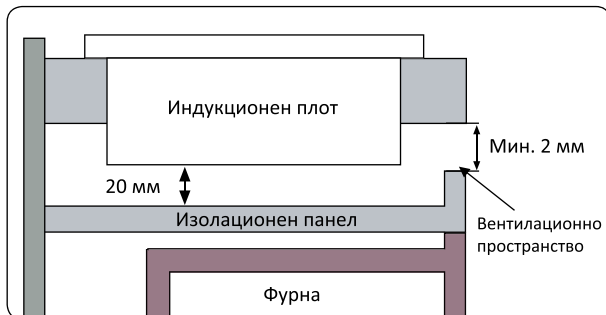 Индукционен плот
Мин. 2 мм
20 мм
Изолационен панел
Вентилационно
пространство
Фурна